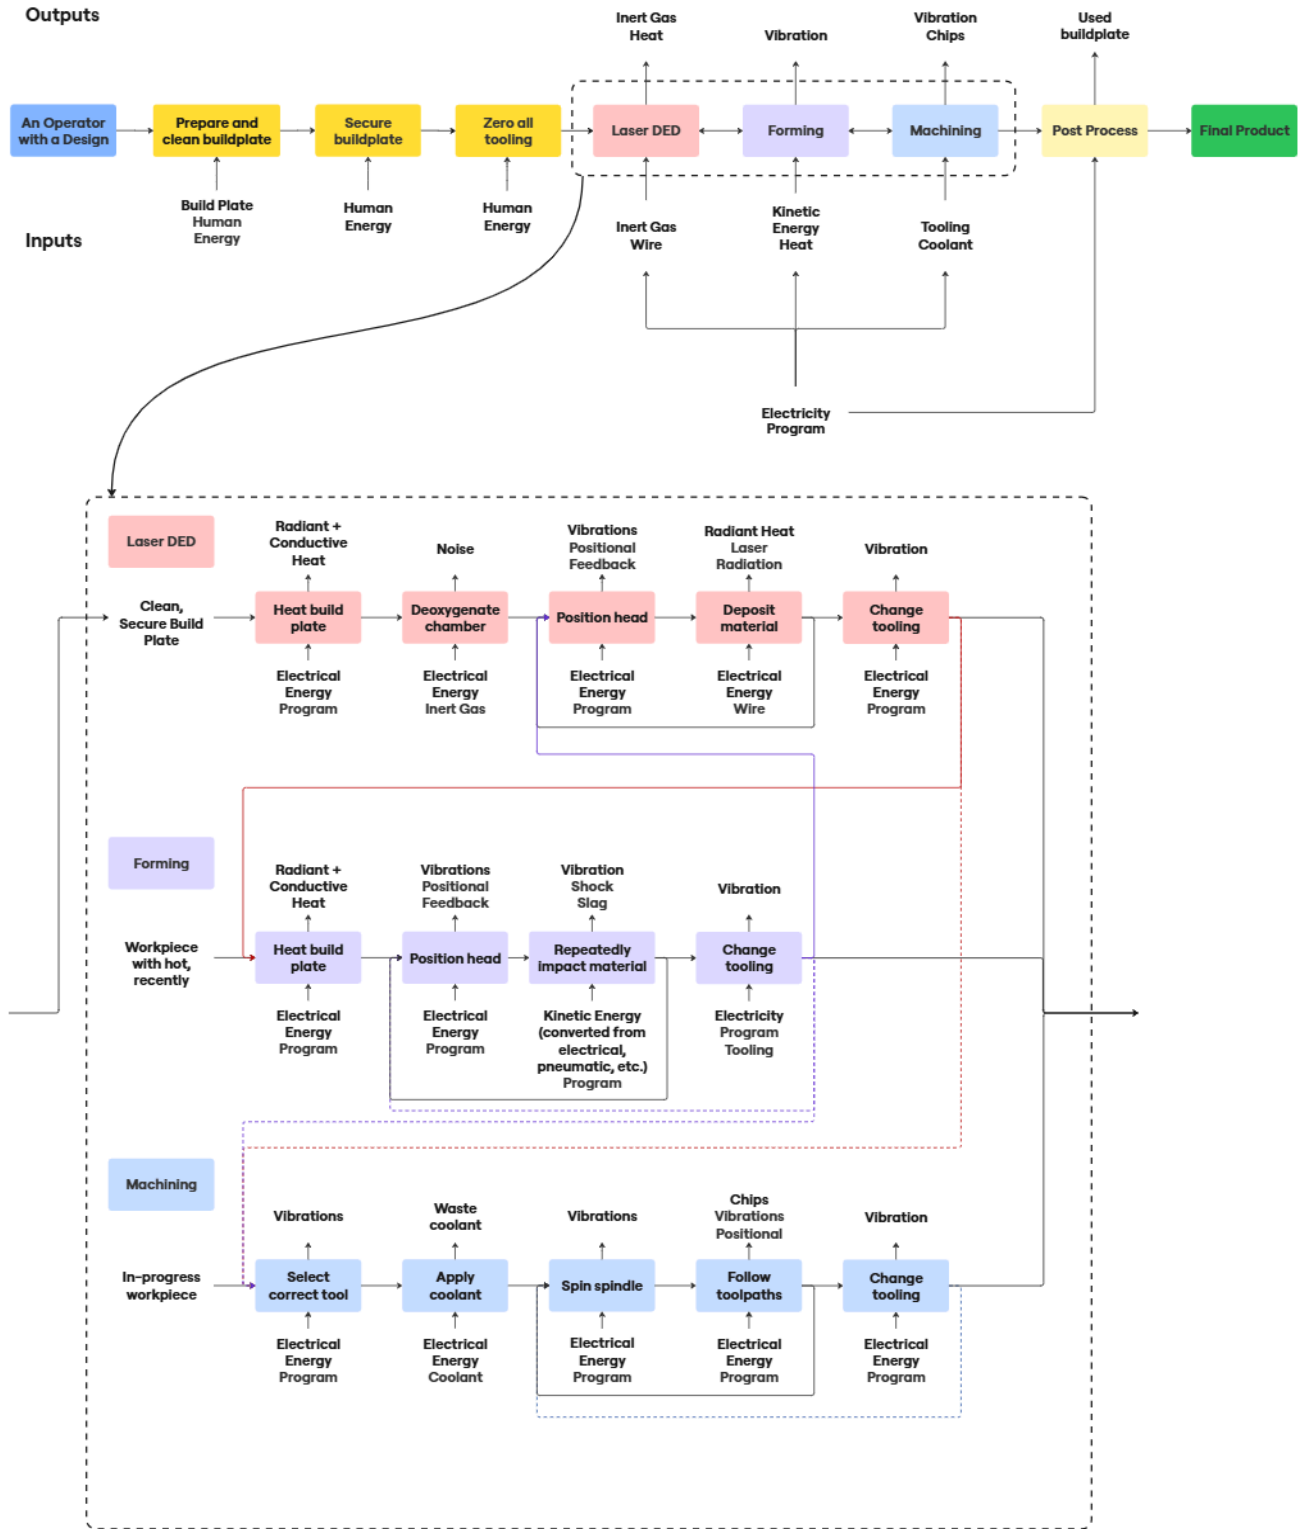 Outputs
Inert Gas
Heat
Vibration
Vibration
Chips
Used
buildplate
An Operator
with a Design
Prepare and
clean buildplate
Secure
buildplate
Zero all
tooling
Laser DED
Forming
Machining
Post Process
Final Product
Build Plate
Human
Energy
Human
Energy
Human
Energy
Inert Gas
Wire
Kinetic
Energy
Heat
Tooling
Coolant
Inputs
Electricity
Program
Laser DED
Radiant +
Conductive
Heat
Noise
Vibrations
Positional
Feedback
Radiant Heat
Laser
Radiation
Vibration
Clean,
Secure Build
Plate
Heat build
plate
Deoxygenate
chamber
Position head
Deposit
material
Change
tooling
Electrical
Energy
Program
Electrical
Energy
Inert Gas
Electrical
Energy
Program
Electrical
Energy
Wire
Electrical
Energy
Program
Forming
Radiant +
Conductive
Heat
Vibrations
Positional
Feedback
Vibration
Shock
Slag
Vibration
Workpiece
with hot,
recently
Heat build
plate
Position head
Repeatedly
impact material
Change
tooling
Electrical
Energy
Program
Electrical
Energy
Program
Kinetic Energy
(converted from
electrical,
pneumatic, etc.)
Program
Electricity
Program
Tooling
Machining
Vibrations
Waste
coolant
Vibrations
Chips
Vibrations
Positional
Vibration
In-progress
workpiece
Select
correct tool
Apply
coolant
Spin spindle
Follow
toolpaths
Change
tooling
Electrical
Energy
Program
Electrical
Energy
Coolant
Electrical
Energy
Program
Electrical
Energy
Program
Electrical
Energy
Program